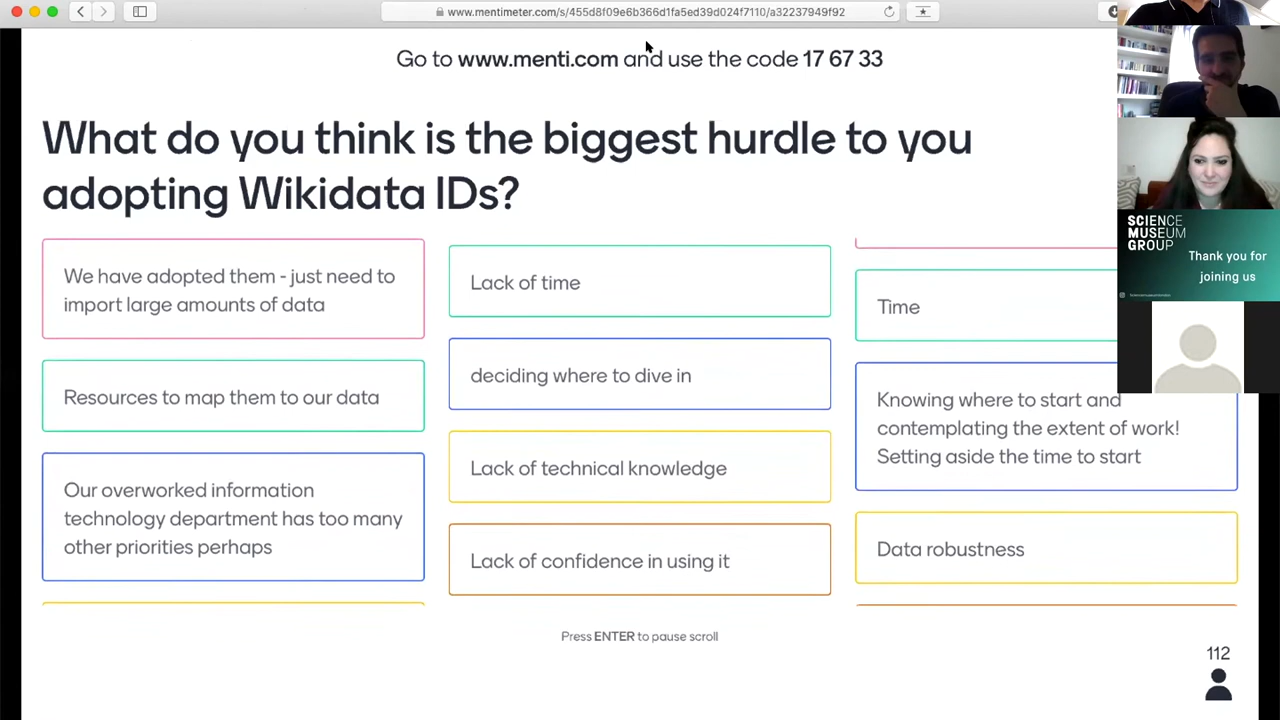 www.mentimeter.com/s/455d8f09e6b366d1fa5ed39d024f7110/a32237949f92
Go to www.menti.com and use the code 17 67 33
What do you think is the biggest hurdle to you
adopting Wikidata IDs?
We have adopted them - just need to
import large amounts of data
Resources to map them to our data
Our overworked information
technology department has too many
other priorities perhaps
Lack of time
deciding where to dive in
Lack of technical knowledge
Lack of confidence in using it
Time
Knowing where to start and
contemplating the extent of work!
Setting aside the time to start
Data robustness
Press ENTER to pause scroll
112
SCIENCE
MUSEUM
GROUP
Thank you for
joining us